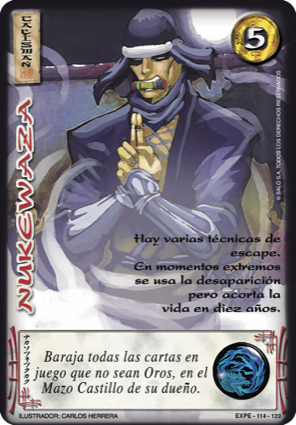 TALISMAN
5
NUKEWAZA
© SALO S.A. TODOS LOS DERECHOS RESERVADOS
Hay varias técnicas de
escape.
En momentos extremos
se usa la desaparición
pero acorta la
vida en diez años.
Baraja todas las cartas en
juego que no sean Oros, en el
Mazo Castillo de su dueño.
ILUSTRADOR: CARLOS HERRERA
EXPE - 114 - 120